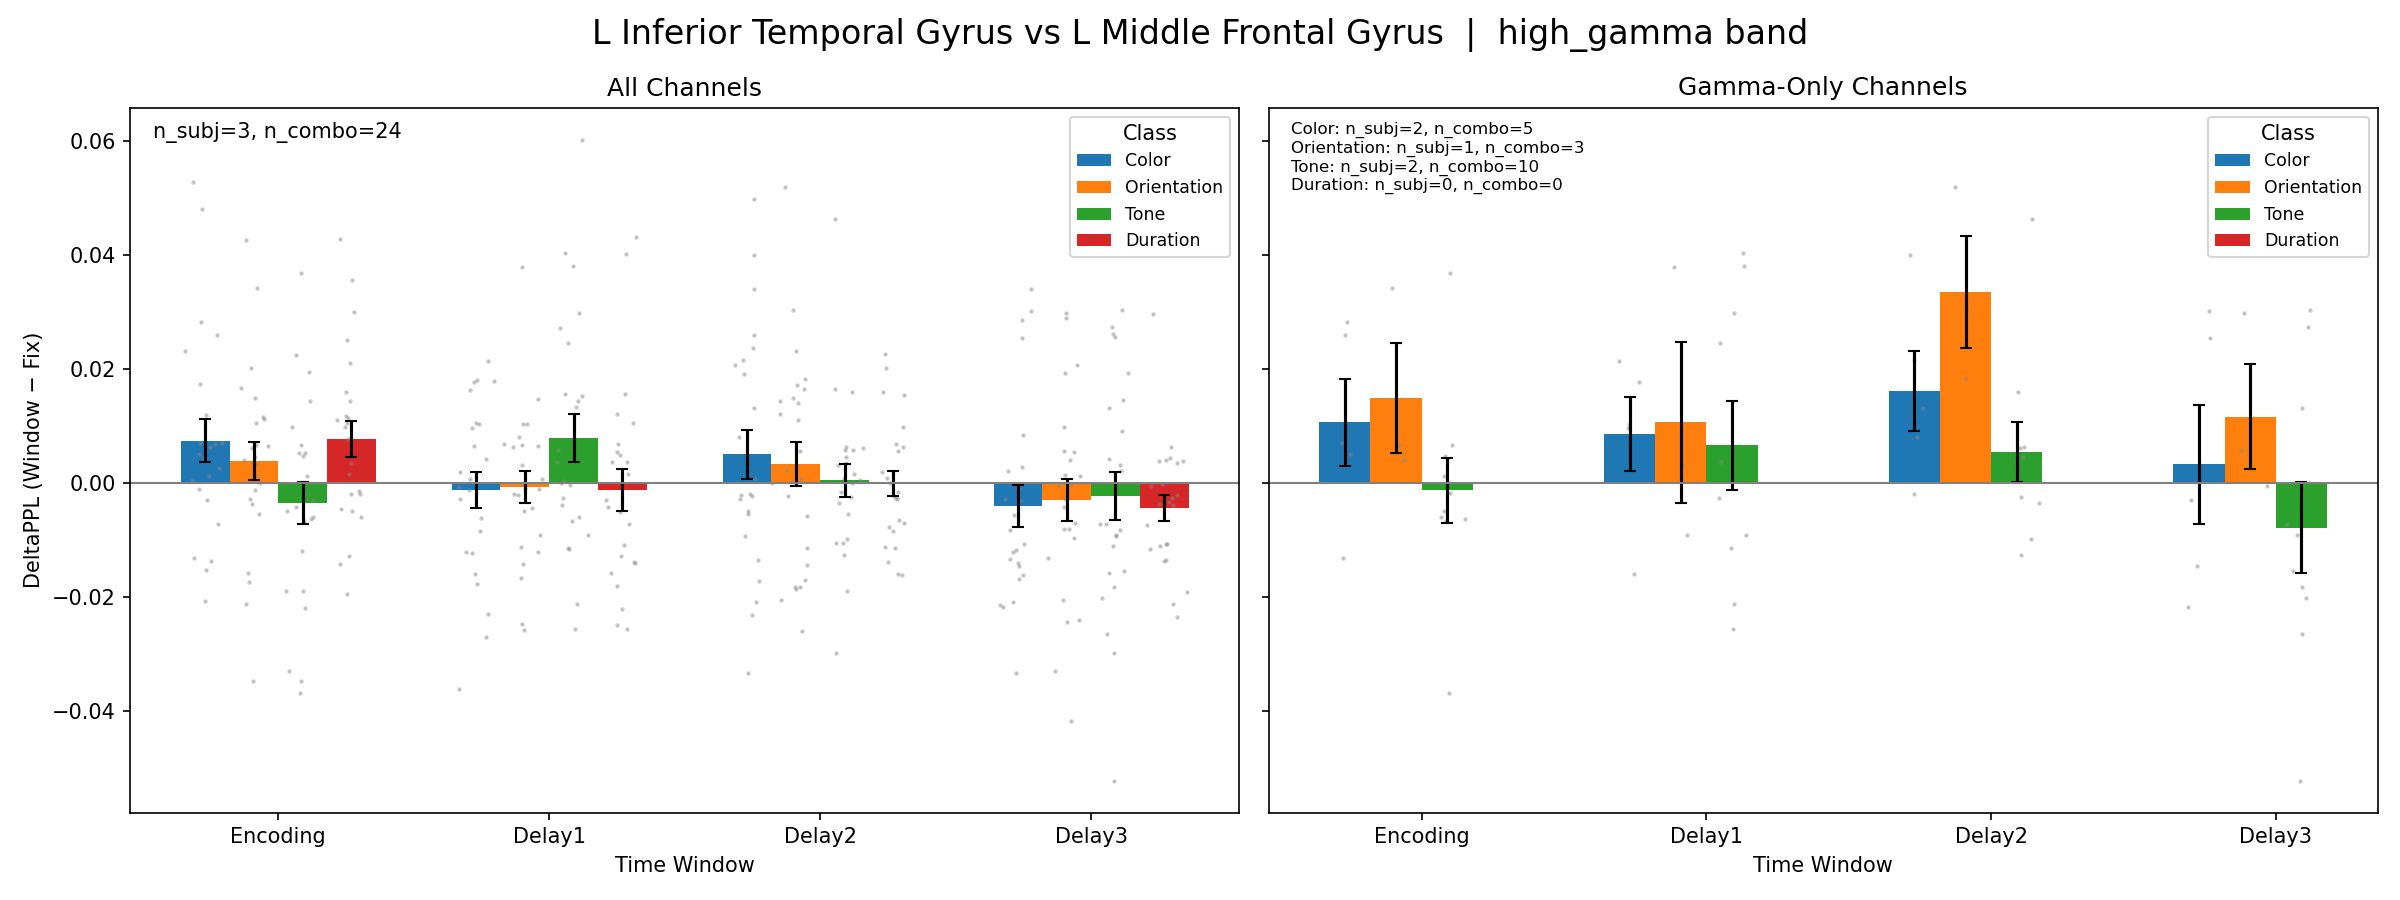 L Inferior Temporal Gyrus vs L Middle Frontal Gyrus | high_gamma band
All Channels
n_subj=3, n_combo=24
Class
Color
Orientation
Tone
Duration
0.06
0.04
0.02
0.00
−0.02
−0.04
DeltaPPL (Window − Fix)
Encoding
Delay1
Delay2
Delay3
Time Window
Gamma-Only Channels
Color: n_subj=2, n_combo=5
Orientation: n_subj=1, n_combo=3
Tone: n_subj=2, n_combo=10
Duration: n_subj=0, n_combo=0
Class
Color
Orientation
Tone
Duration
Encoding
Delay1
Delay2
Delay3
Time Window